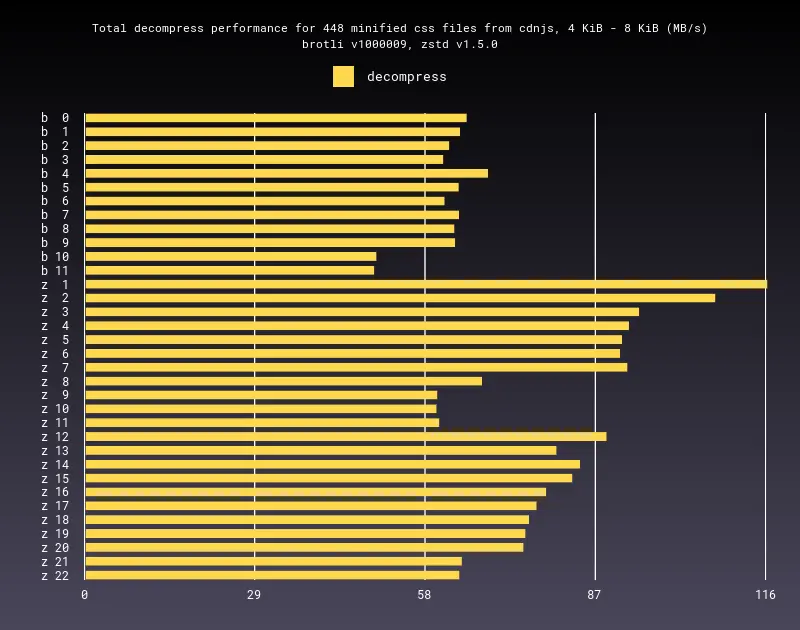 Total decompress performance for 448 minified css files from cdnjs, 4 KiB - 8 KiB (MB/s)
brotli v1000009, zstd v1.5.0
decompress
b 0
b 1
b 2
b 3
b 4
b 5
b 6
b 7
b 8
b 9
b 10
b 11
z 1
z 2
z 3
z 4
z 5
z 6
z 7
z 8
z 9
z 10
z 11
z 12
z 13
z 14
z 15
z 16
z 17
z 18
z 19
z 20
z 21
z 22
0 29 58 87 116